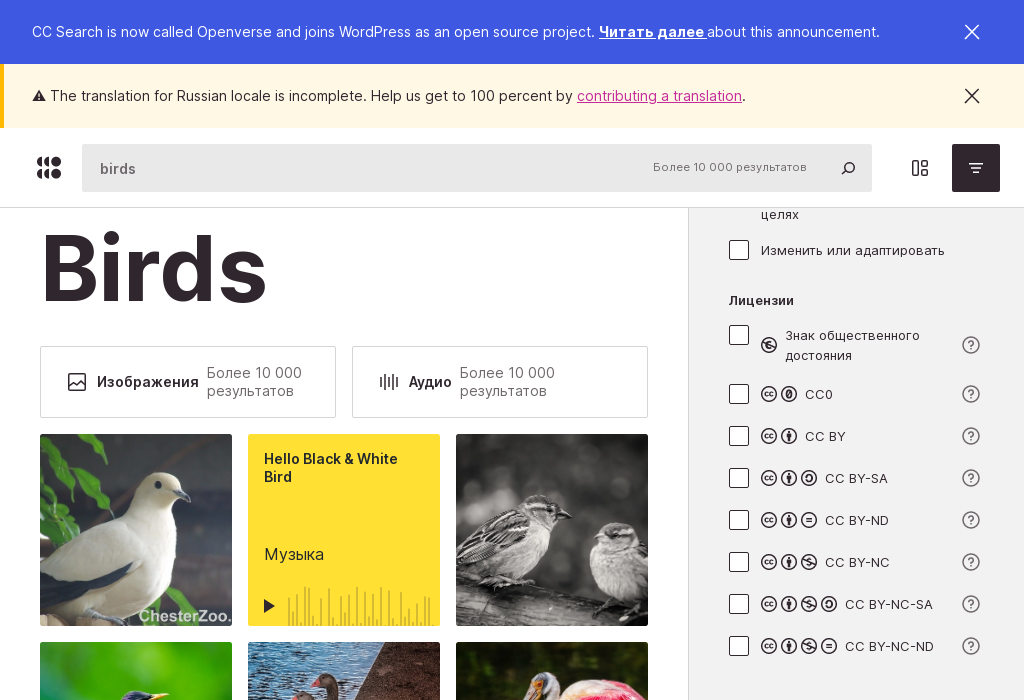 CC Search is now called Openverse and joins WordPress as an open source project. Читать далее about this announcement.
The translation for Russian locale is incomplete. Help us get to 100 percent by contributing a translation.
birds
Более 10 000 результатов
Birds
Изображения
Более 10 000
результатов
Аудио
Более 10 000
результатов
Hello Black & White
Bird
Музыка
ChesterZoo.
целях
Изменить или адаптировать
Лицензии
Знак общественного
достояния
CC0
CC BY
CC BY-SA
CC BY-ND
CC BY-NC
CC BY-NC-SA
CC BY-NC-ND